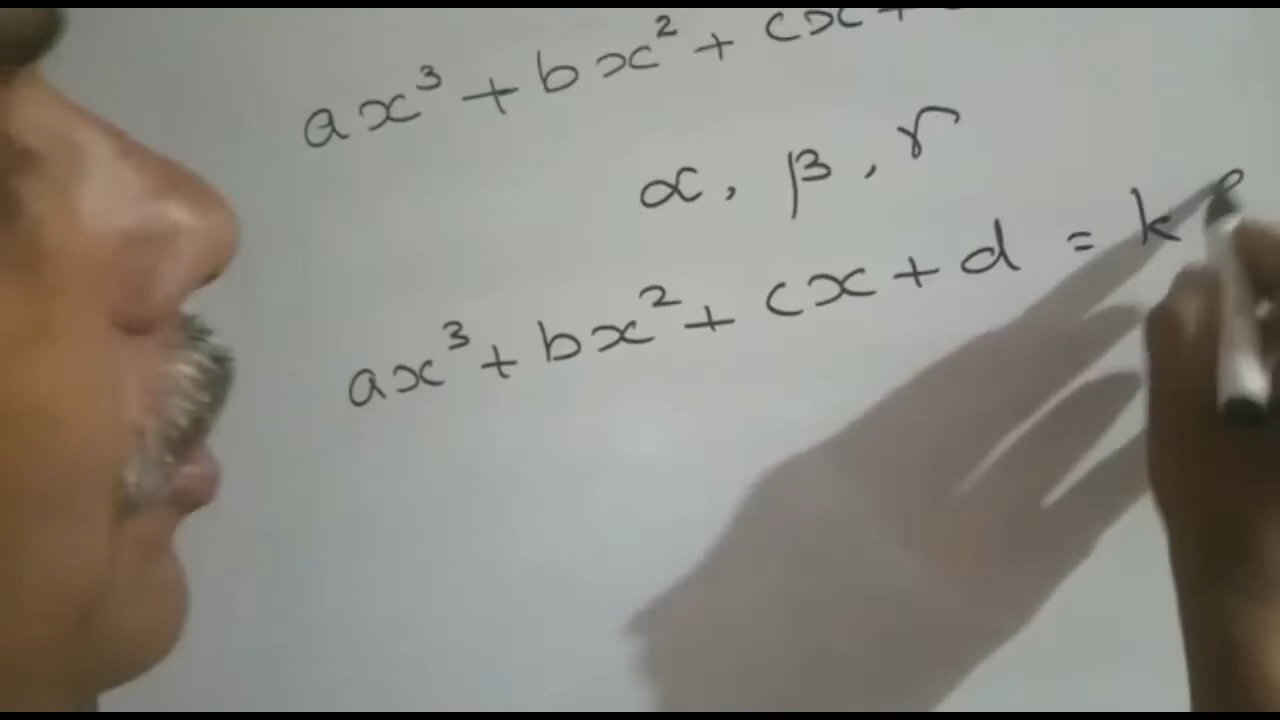 ax³ + bx² + cx +
α, β, γ
ax³ + bx² + cx + d = k